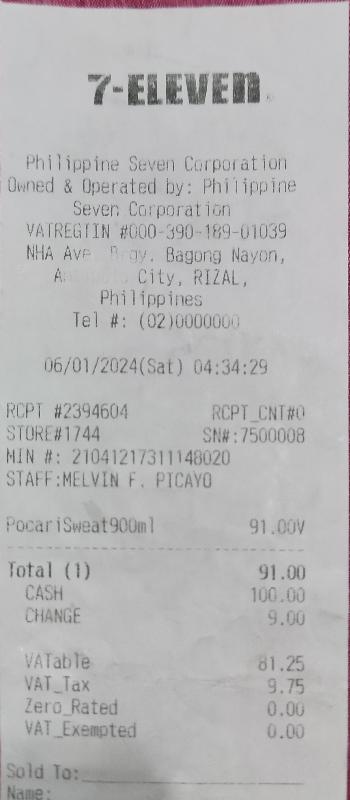 7-ELEVEN
Philippine Seven Corporation
Owned & Operated by: Philippine
Seven Corporation
VATREGTIN #000-390-189-01039
NHA Ave. Brgy. Bagong Nayon,
City, RIZAL,
Philippines
Tel #: (02)0000000
06/01/2024(Sat) 04:34:29
RCPT #2394604 RCPT_CNT#0
STORE#1744 SN#:7500008
MIN #: 21041217311148020
STAFF:MELVIN F. PICAYO
PocariSweat900ml 91.00V
Total (1) 91.00
CASH 100.00
CHANGE 9.00
VATable 81.25
VAT_Tax 9.75
Zero_Rated 0.00
VAT_Exempted 0.00
Sold To:
Name: